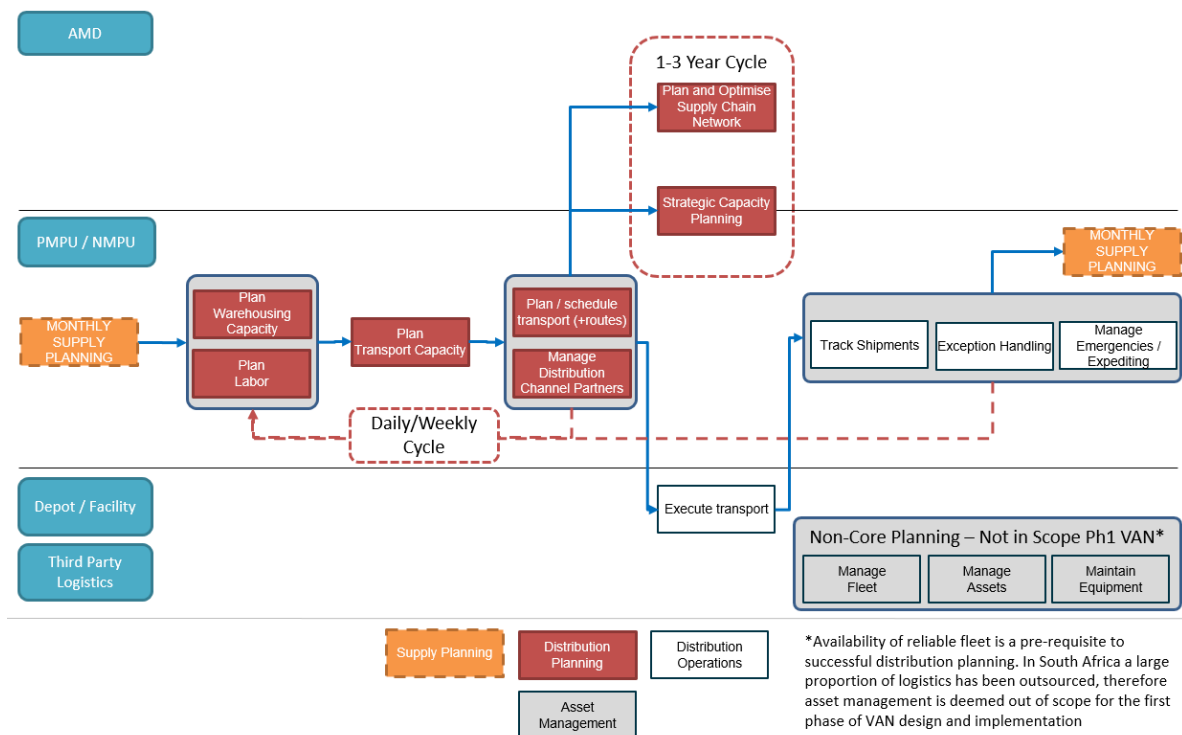 AMD
1-3 Year Cycle
Plan and Optimise
Supply Chain
Network
Strategic Capacity
Planning
PMPU / NMPU
MONTHLY
SUPPLY
PLANNING
MONTHLY
SUPPLY
PLANNING
Plan
Warehousing
Capacity
Plan
Labor
Plan
Transport Capacity
Plan / schedule
transport (+routes)
Manage
Distribution
Channel Partners
Track Shipments
Exception Handling
Manage
Emergencies /
Expediting
Daily/Weekly
Cycle
Depot / Facility
Third Party
Logistics
Execute transport
Non-Core Planning – Not in Scope Ph1 VAN*
Manage
Fleet
Manage
Assets
Maintain
Equipment
Supply Planning
Distribution
Planning
Distribution
Operations
Asset
Management
*Availability of reliable fleet is a pre-requisite to
successful distribution planning. In South Africa a large
proportion of logistics has been outsourced, therefore
asset management is deemed out of scope for the first
phase of VAN design and implementation